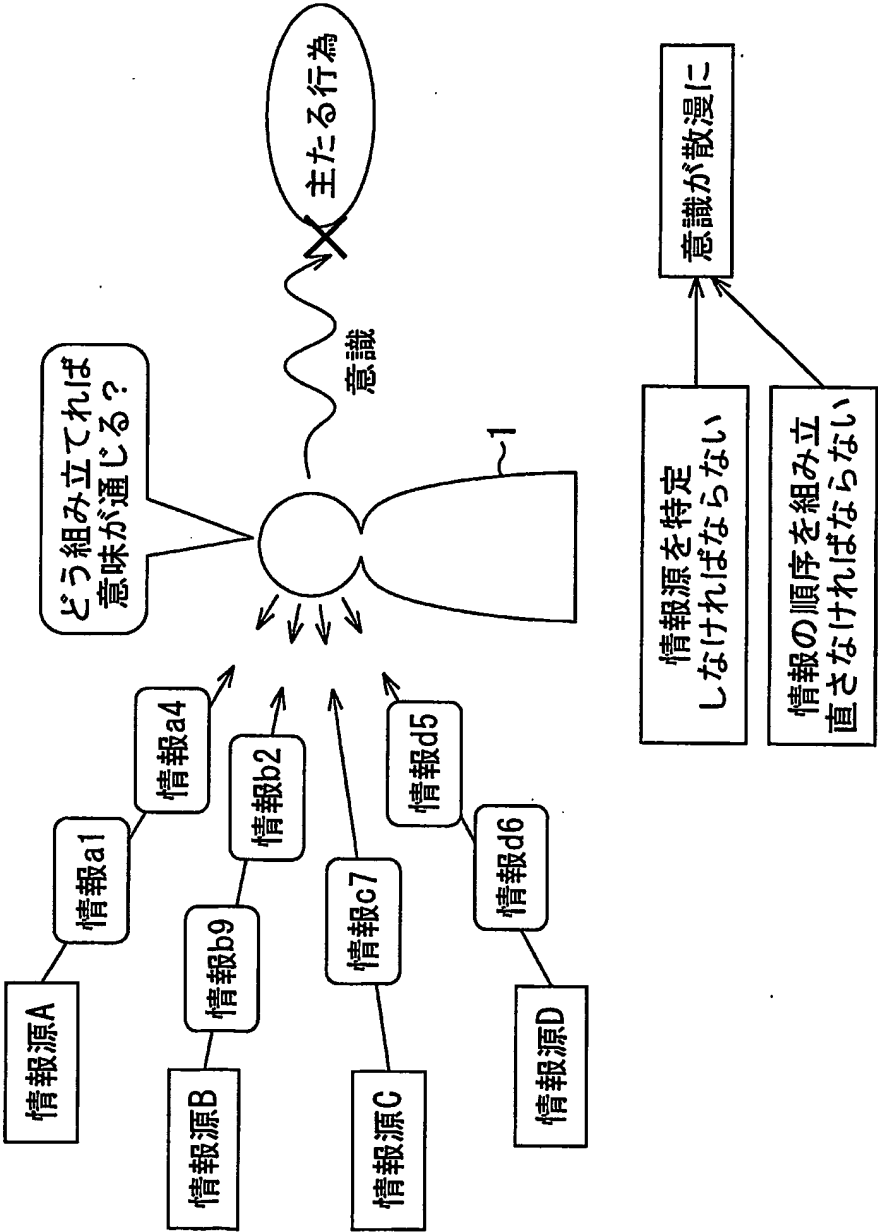 情報源A
情報a1
情報a4
情報源B
情報b9
情報b2
情報源C
情報c7
情報源D
情報d6
情報d5
どう組み立てれば
意味が通じる？
1
意識
主たる行為
情報源を特定
しなければならない
情報の順序を組み立
直さなければならない
意識が散漫に